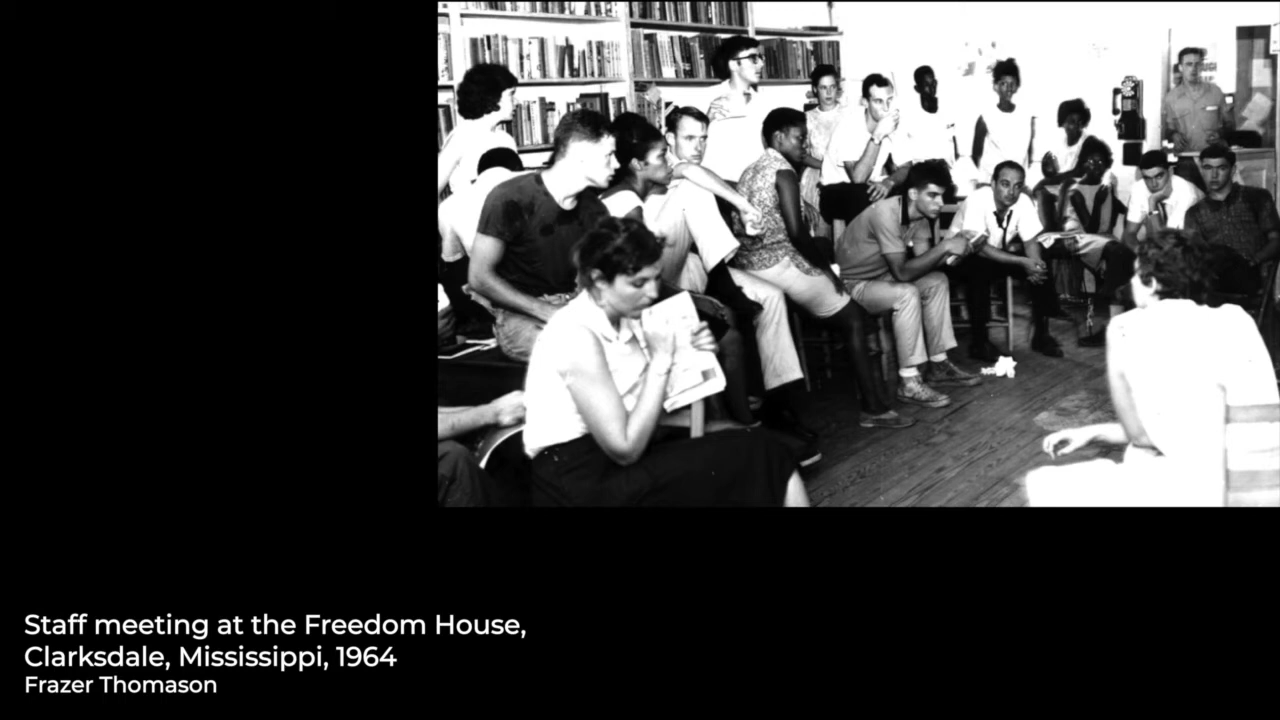 Staff meeting at the Freedom House,
Clarksdale, Mississippi, 1964
Frazer Thomason